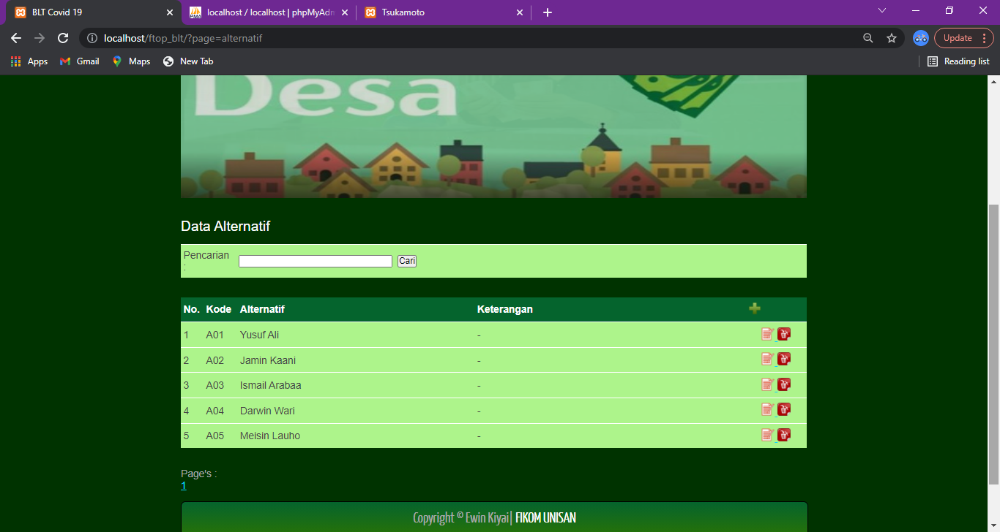 BLT Covid 19
localhost / localhost | phpMyAdm
Tsukamoto
localhost/ftop_blt/?page=alternatif
Update
Apps
Gmail
Maps
New Tab
Reading list
Desa
Data Alternatif
Pencarian
:
Cari
No. Kode Alternatif Keterangan
1 A01 Yusuf Ali -
2 A02 Jamin Kaani -
3 A03 Ismail Arabaa -
4 A04 Darwin Wari -
5 A05 Meisin Lauho -
Page's :
1
Copyright © Ewin Kiyai| FIKOM UNISAN